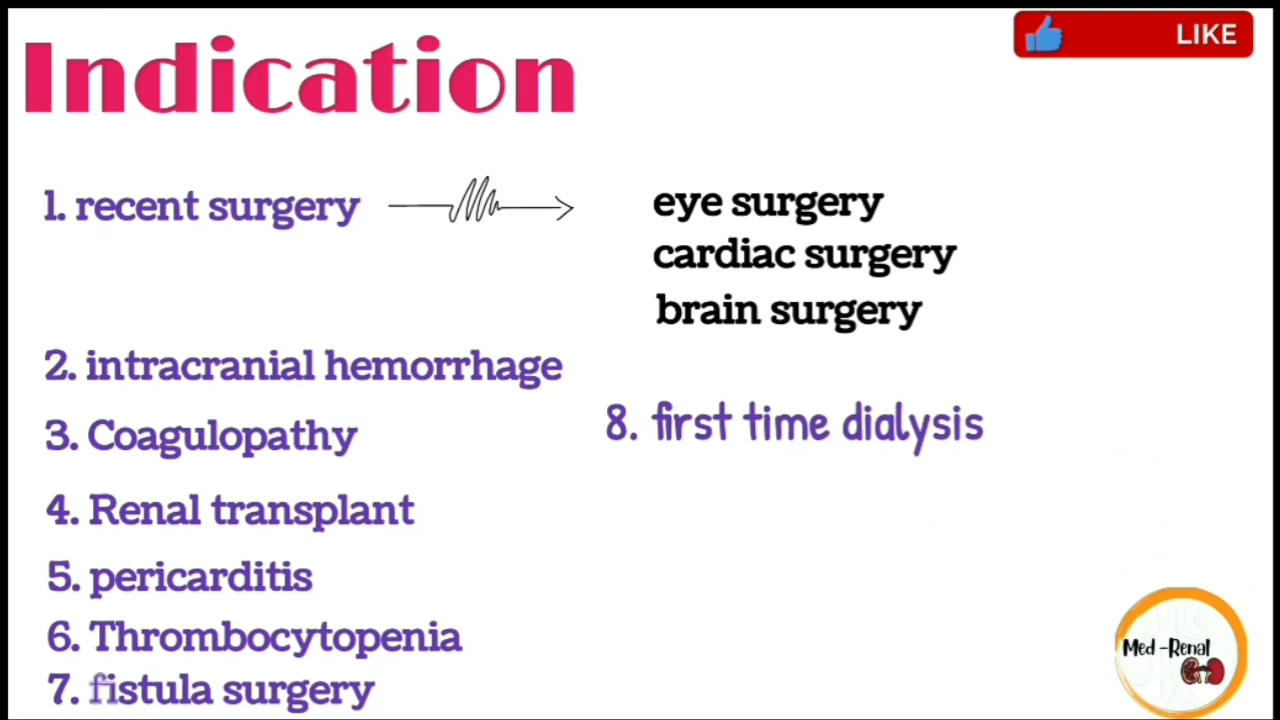 Indication
LIKE
1. recent surgery
eye surgery
cardiac surgery
brain surgery
2. intracranial hemorrhage
3. Coagulopathy
4. Renal transplant
5. pericarditis
6. Thrombocytopenia
7. fistula surgery
8. first time dialysis
Med-Renal